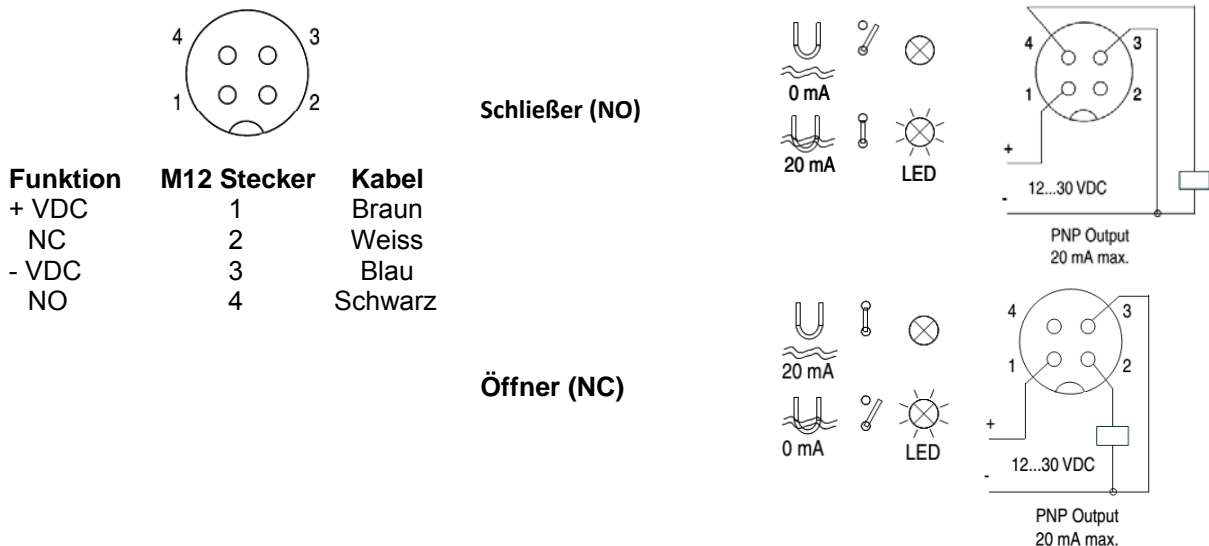 4 3
1 2
Funktion M12 Stecker Kabel
+ VDC 1 Braun
NC 2 Weiss
- VDC 3 Blau
NO 4 Schwarz
Schließer (NO)
0 mA
20 mA
LED
4 3
1 2
+
12...30 VDC
-
PNP Output
20 mA max.
Öffner (NC)
20 mA
0 mA
LED
4 3
1 2
+
12...30 VDC
-
PNP Output
20 mA max.